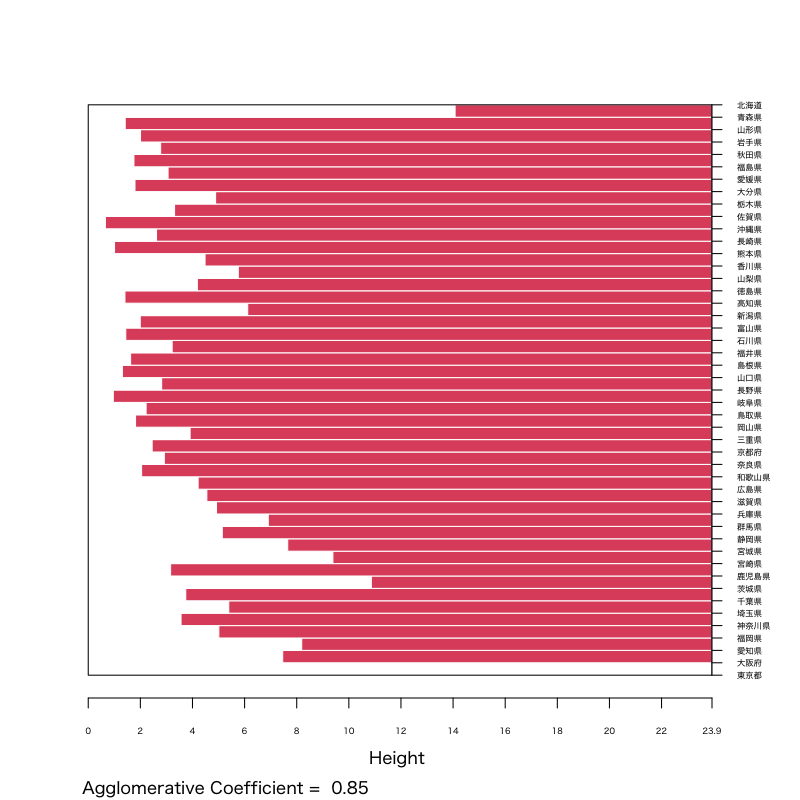 北海道
青森県
山形県
岩手県
秋田県
福島県
愛媛県
大分県
栃木県
佐賀県
沖縄県
長崎県
熊本県
香川県
山梨県
徳島県
高知県
新潟県
富山県
石川県
福井県
島根県
山口県
長野県
岐阜県
鳥取県
岡山県
三重県
京都府
奈良県
和歌山県
広島県
滋賀県
兵庫県
群馬県
静岡県
宮城県
宮崎県
鹿児島県
茨城県
千葉県
埼玉県
神奈川県
福岡県
愛知県
大阪府
東京都
0 2 4 6 8 10 12 14 16 18 20 22 23.9
Height
Agglomerative Coefficient = 0.85